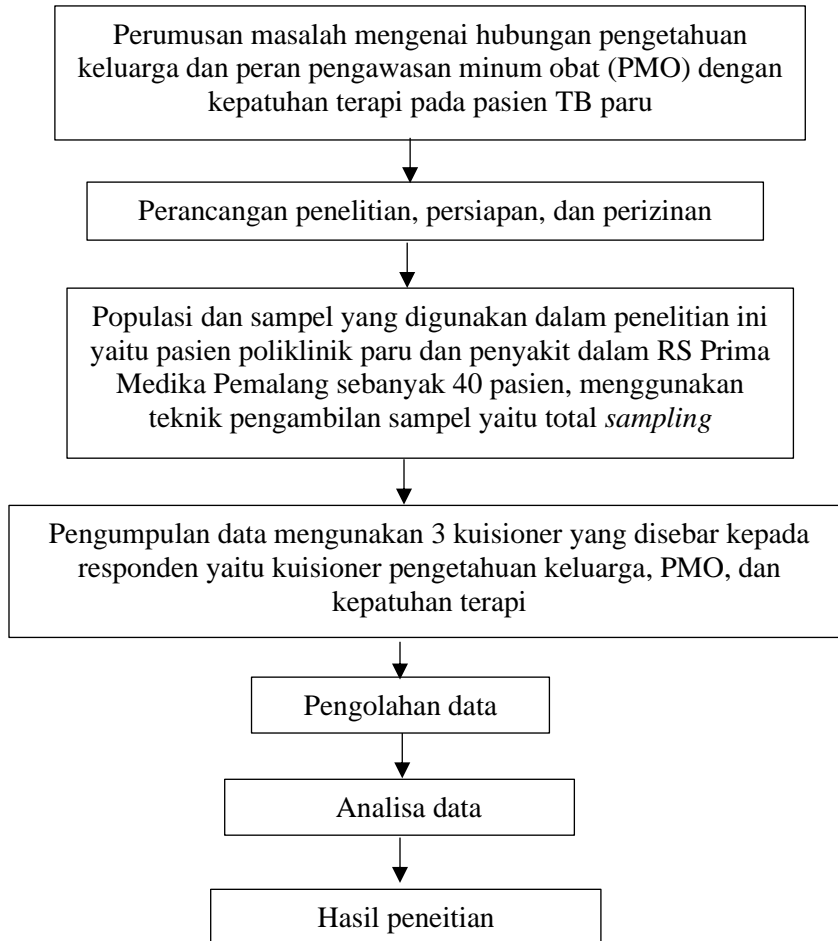 Perumusan masalah mengenai hubungan pengetahuan
keluarga dan peran pengawasan minum obat (PMO) dengan
kepatuhan terapi pada pasien TB paru
Perancangan penelitian, persiapan, dan perizinan
Populasi dan sampel yang digunakan dalam penelitian ini
yaitu pasien poliklinik paru dan penyakit dalam RS Prima
Medika Pemalang sebanyak 40 pasien, menggunakan
teknik pengambilan sampel yaitu total sampling
Pengumpulan data mengunakan 3 kuisioner yang disebar kepada
responden yaitu kuisioner pengetahuan keluarga, PMO, dan
kepatuhan terapi
Pengolahan data
Analisa data
Hasil peneitian